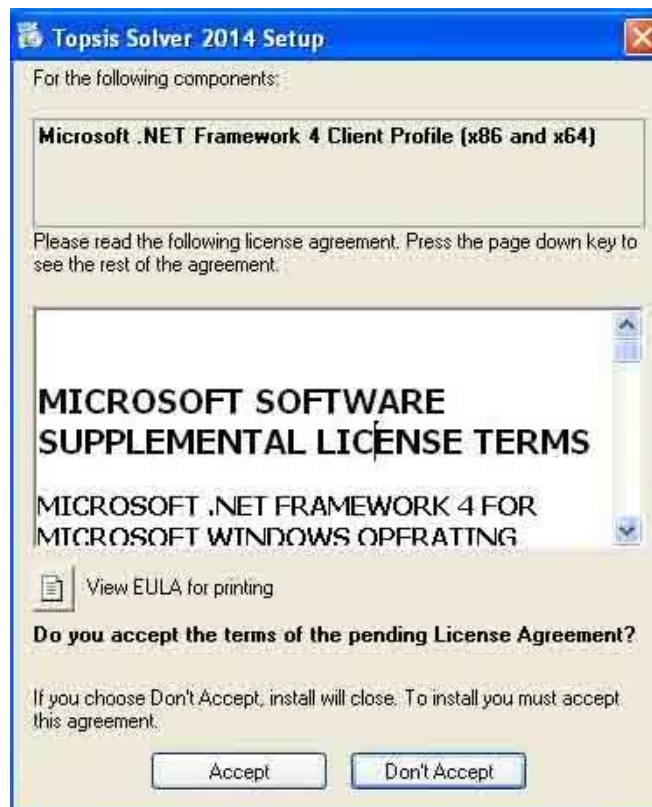 Topsis Solver 2014 Setup
For the following components:
Microsoft .NET Framework 4 Client Profile (x86 and x64)
Please read the following license agreement. Press the page down key to
see the rest of the agreement.
MICROSOFT SOFTWARE
SUPPLEMENTAL LICENSE TERMS
MICROSOFT .NET FRAMEWORK 4 FOR
MICROSOFT WINDOWS OPERATING
View EULA for printing
Do you accept the terms of the pending License Agreement?
If you choose Don't Accept, install will close. To install you must accept
this agreement.
Accept
Don't Accept